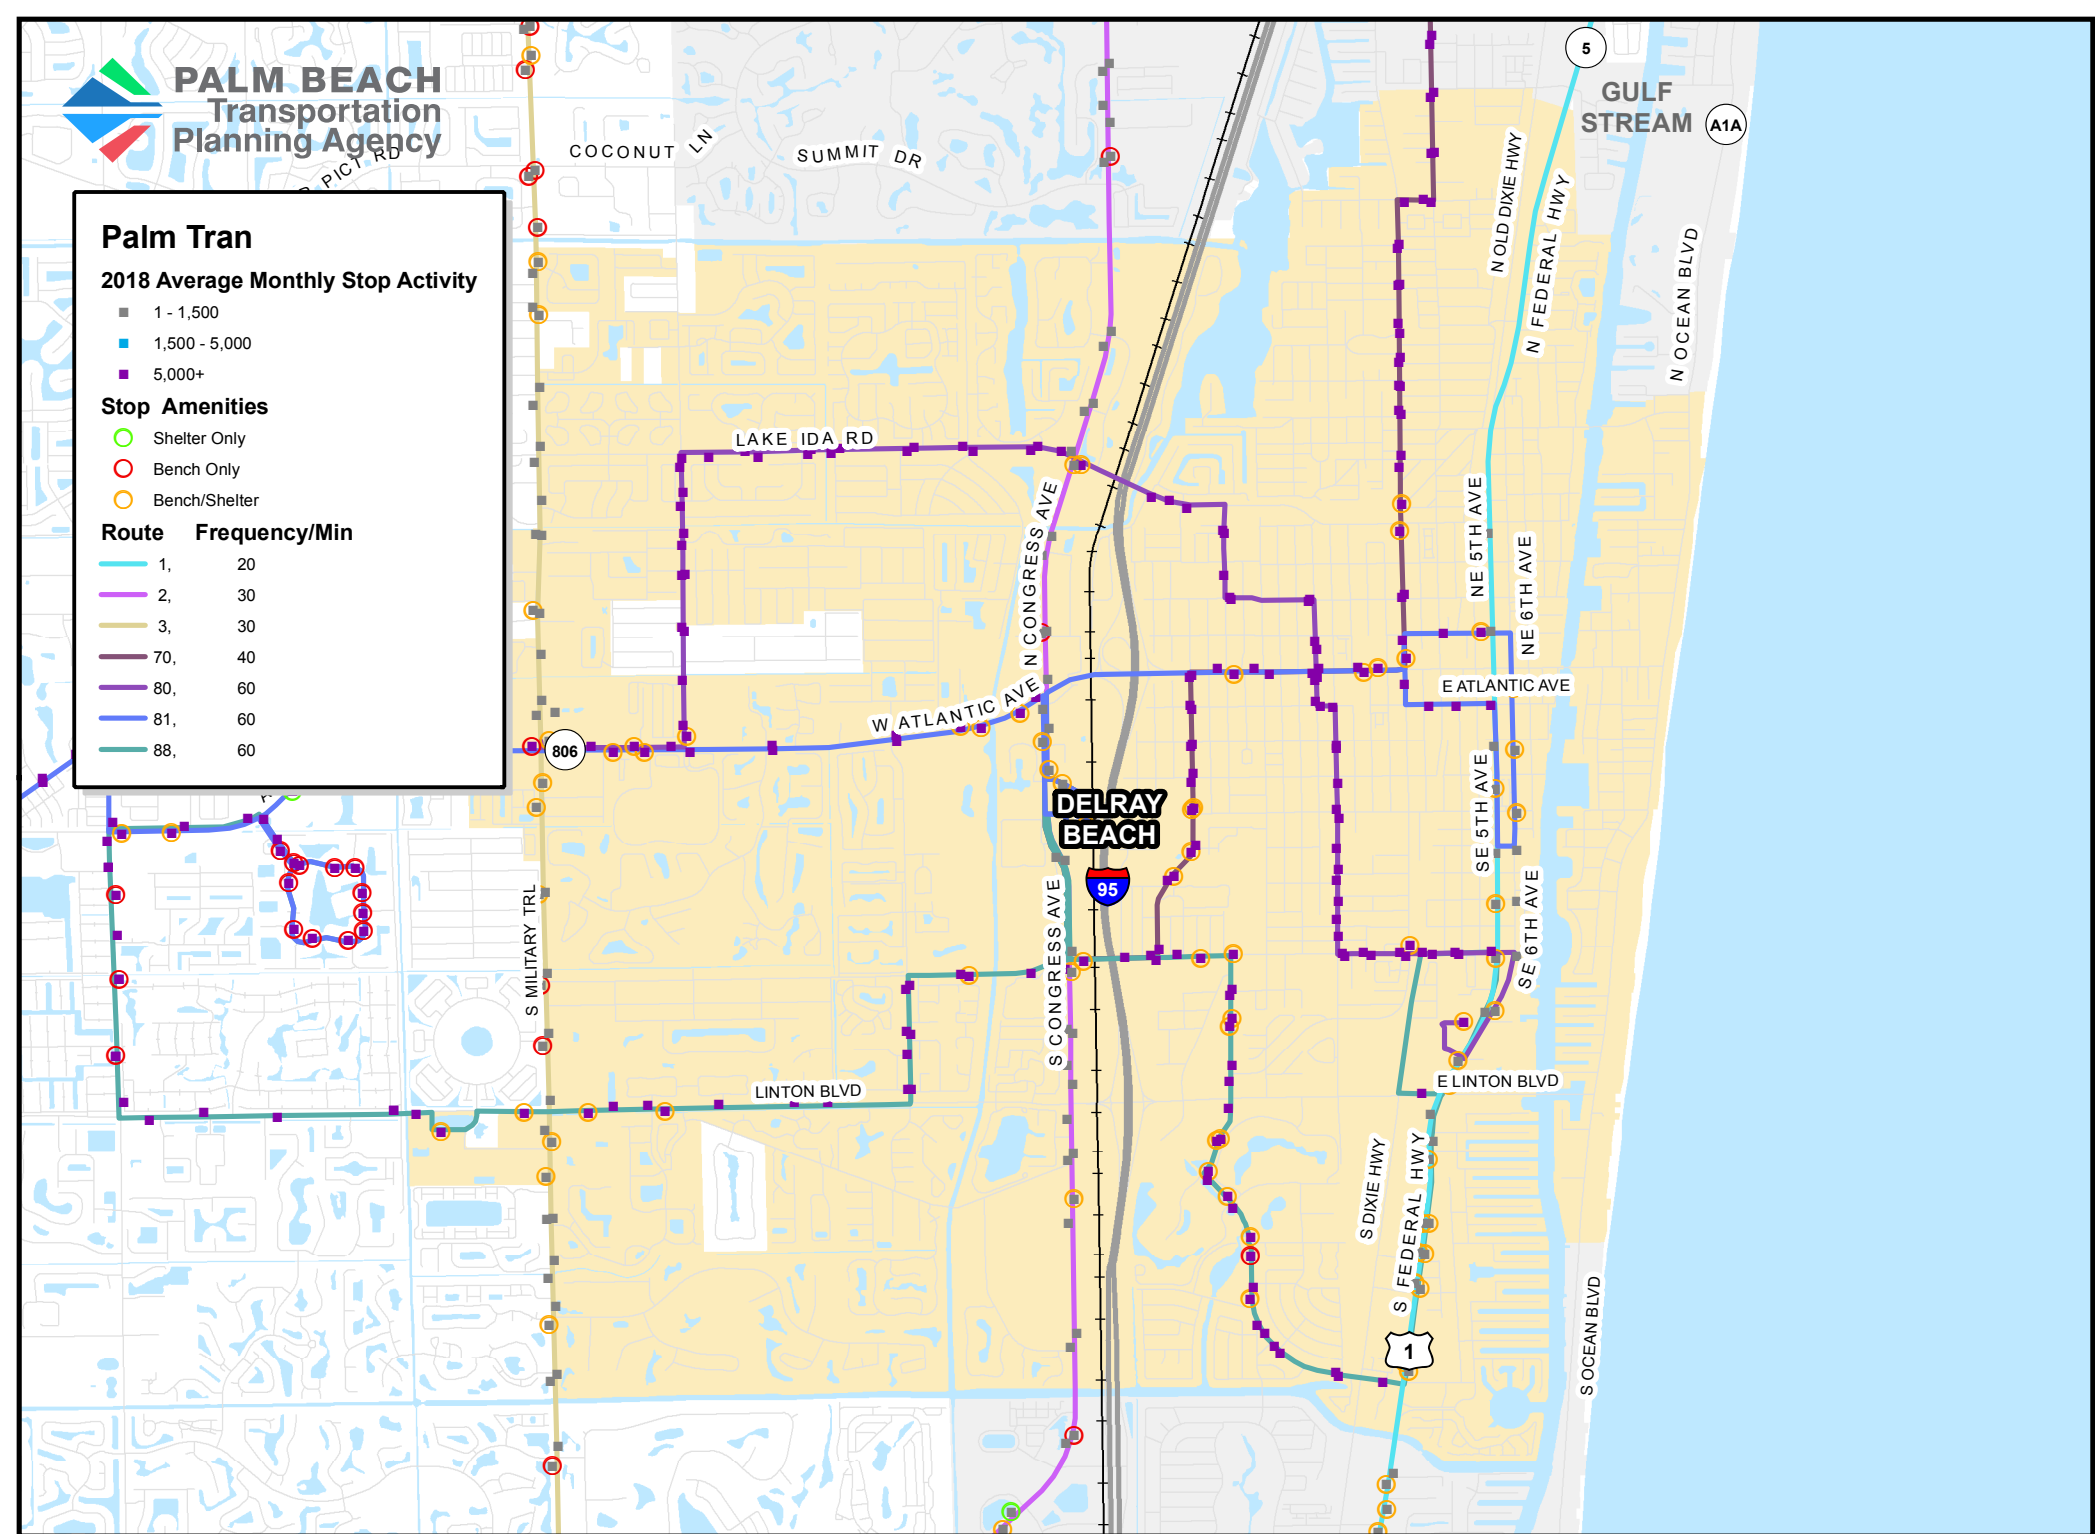 PALM BEACH
Transportation
Planning Agency
PICT RD
COCONUT LN
SUMMIT DR
5
GULF
STREAM
A1A
Palm Tran
2018 Average Monthly Stop Activity
1 - 1,500
1,500 - 5,000
5,000+
Stop Amenities
Shelter Only
Bench Only
Bench/Shelter
Route Frequency/Min
1, 20
2, 30
3, 30
70, 40
80, 60
81, 60
88, 60
N OLD DIXIE HWY
N FEDERAL HWY
N OCEAN BLVD
LAKE IDA RD
N CONGRESS AVE
NE 5TH AVE
NE 6TH AVE
W ATLANTIC AVE
E ATLANTIC AVE
806
DELRAY
BEACH
95
SE 5TH AVE
SE 6TH AVE
S MILITARY TRL
S CONGRESS AVE
LINTON BLVD
E LINTON BLVD
S DIXIE HWY
S FEDERAL HWY
1
S OCEAN BLVD